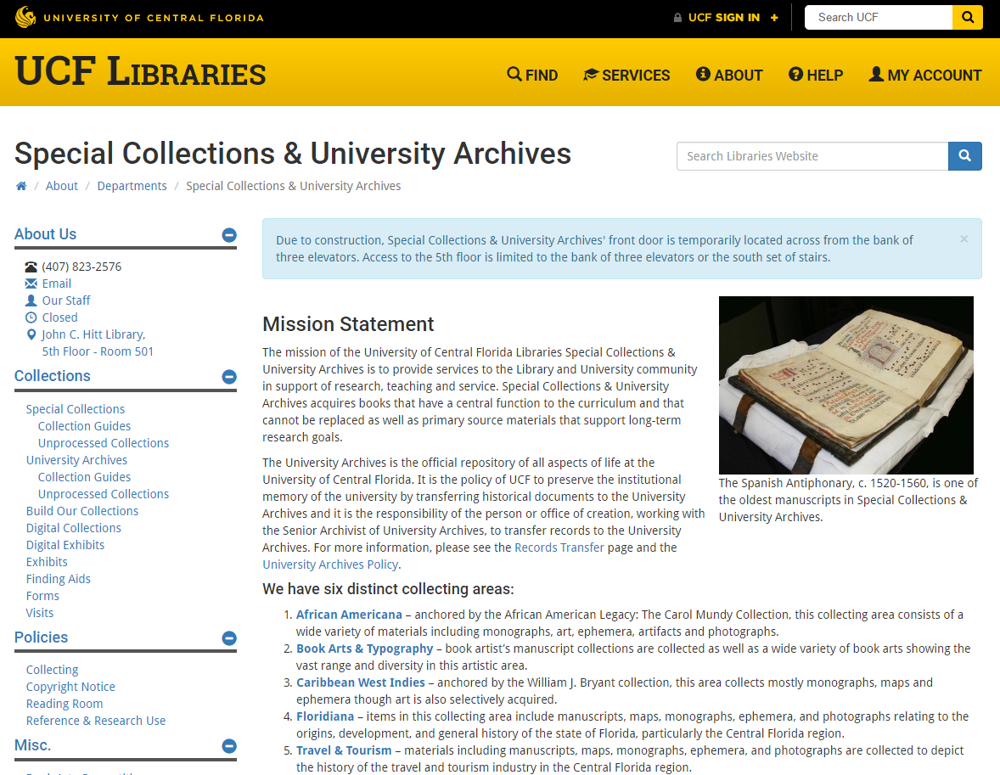 UNIVERSITY OF CENTRAL FLORIDA
UCF SIGN IN +
Search UCF
UCF LIBRARIES
FIND
SERVICES
ABOUT
HELP
MY ACCOUNT
Special Collections & University Archives
Search Libraries Website
/ About / Departments / Special Collections & University Archives
About Us
(407) 823-2576
Email
Our Staff
Closed
John C. Hitt Library,
5th Floor - Room 501
Collections
Special Collections
Collection Guides
Unprocessed Collections
University Archives
Collection Guides
Unprocessed Collections
Build Our Collections
Digital Collections
Digital Exhibits
Exhibits
Finding Aids
Forms
Visits
Policies
Collecting
Copyright Notice
Reading Room
Reference & Research Use
Misc.
Due to construction, Special Collections & University Archives' front door is temporarily located across from the bank of
three elevators. Access to the 5th floor is limited to the bank of three elevators or the south set of stairs.
×
Mission Statement
The mission of the University of Central Florida Libraries Special Collections &
University Archives is to provide services to the Library and University community
in support of research, teaching and service. Special Collections & University
Archives acquires books that have a central function to the curriculum and that
cannot be replaced as well as primary source materials that support long-term
research goals.
The University Archives is the official repository of all aspects of life at the
University of Central Florida. It is the policy of UCF to preserve the institutional
memory of the university by transferring historical documents to the University
Archives and it is the responsibility of the person or office of creation, working with
the Senior Archivist of University Archives, to transfer records to the University
Archives. For more information, please see the Records Transfer page and the
University Archives Policy.
The Spanish Antiphonary, c. 1520-1560, is one of
the oldest manuscripts in Special Collections &
University Archives.
We have six distinct collecting areas:
1. African Americana – anchored by the African American Legacy: The Carol Mundy Collection, this collecting area consists of a
wide variety of materials including monographs, art, ephemera, artifacts and photographs.
2. Book Arts & Typography – book artist’s manuscript collections are collected as well as a wide variety of book arts showing the
vast range and diversity in this artistic area.
3. Caribbean West Indies – anchored by the William J. Bryant collection, this area collects mostly monographs, maps and
ephemera though art is also selectively acquired.
4. Floridiana – items in this collecting area include manuscripts, maps, monographs, ephemera, and photographs relating to the
origins, development, and general history of the state of Florida, particularly the Central Florida region.
5. Travel & Tourism – materials including manuscripts, maps, monographs, ephemera, and photographs are collected to depict
the history of the travel and tourism industry in the Central Florida region.